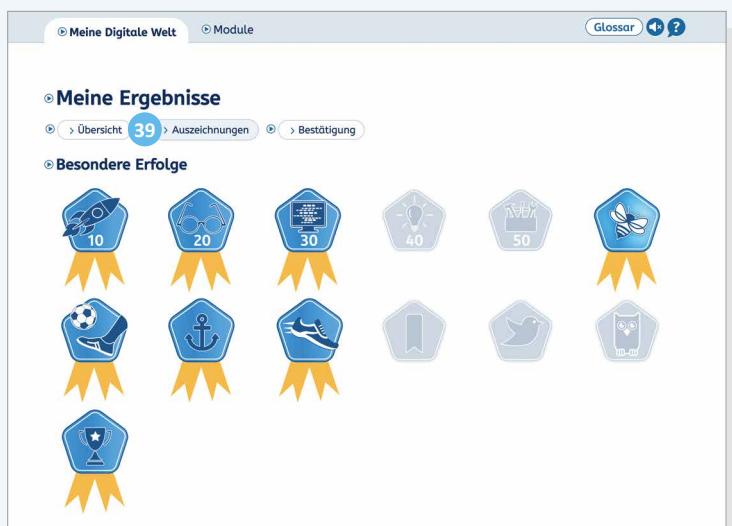 Meine Digitale Welt Module Glossar ?
Meine Ergebnisse
> Übersicht 39 > Auszeichnungen > Bestätigung
Besondere Erfolge
10 20 30 40 50